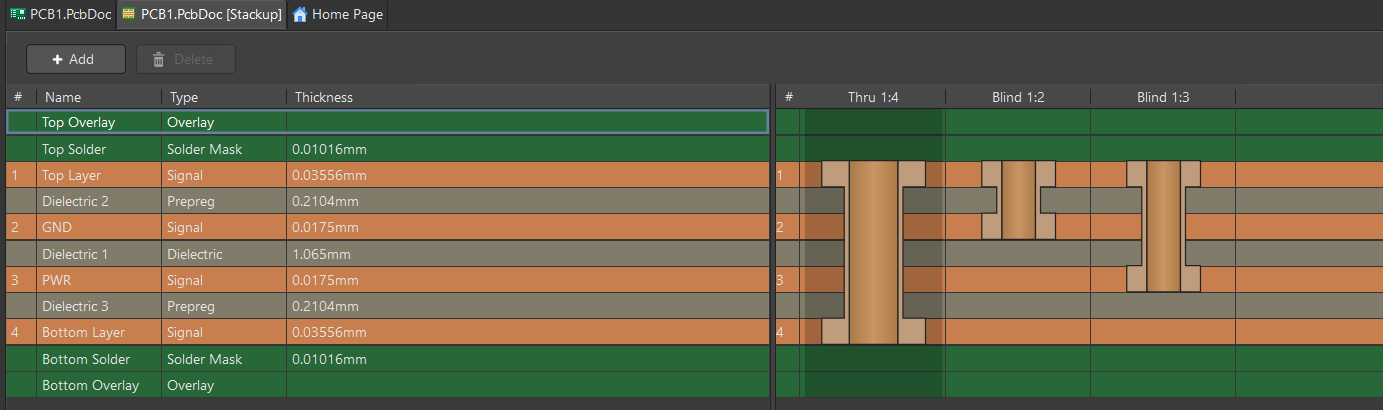 PCB1.PcbDoc PCB1.PcbDoc [Stackup] Home Page
+ Add Delete
# Name Type Thickness # Thru 1:4 Blind 1:2 Blind 1:3
Top Overlay Overlay
Top Solder Solder Mask 0.01016mm
1 Top Layer Signal 0.03556mm 1
Dielectric 2 Prepreg 0.2104mm
2 GND Signal 0.0175mm 2
Dielectric 1 Dielectric 1.065mm
3 PWR Signal 0.0175mm 3
Dielectric 3 Prepreg 0.2104mm
4 Bottom Layer Signal 0.03556mm 4
Bottom Solder Solder Mask 0.01016mm
Bottom Overlay Overlay